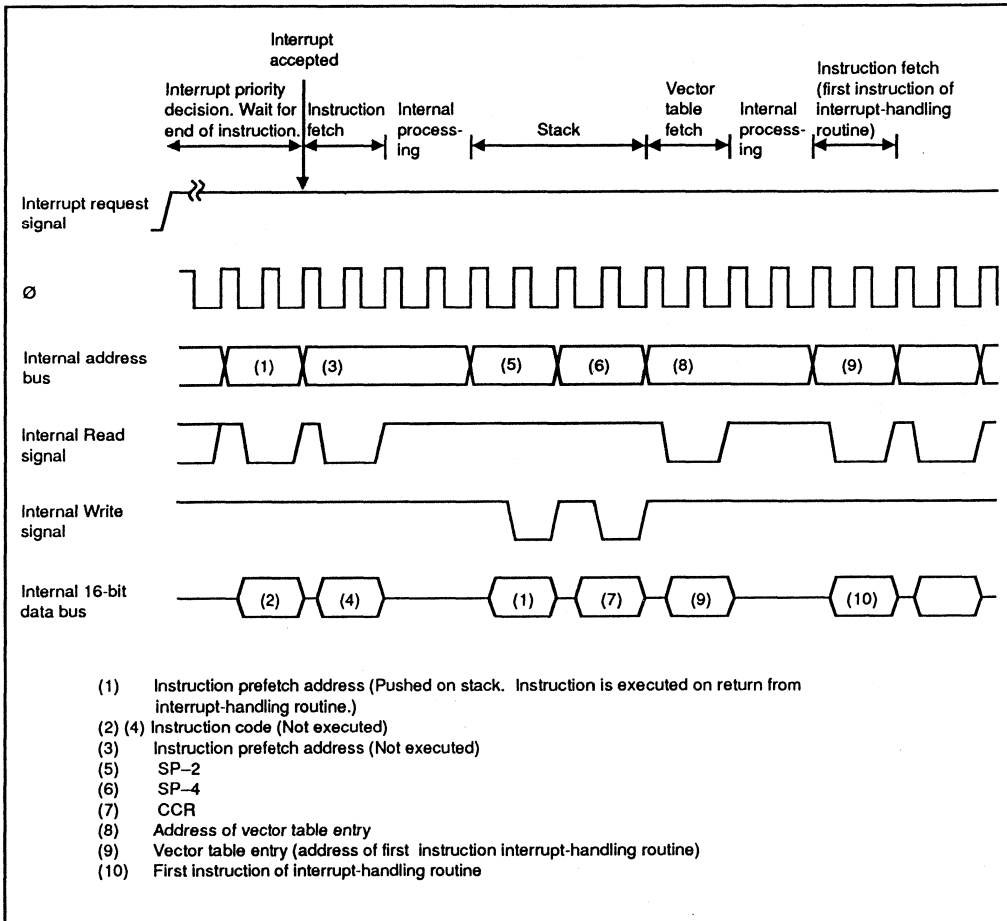 Interrupt
accepted
Interrupt priority
decision. Wait for
end of instruction.
Instruction
fetch
Internal
process-
ing
Stack
Vector
table
fetch
Internal
process-
ing
Instruction fetch
(first instruction of
interrupt-handling
routine)
Interrupt request
signal
Ø
Internal address
bus
(1) (3) (5) (6) (8) (9)
Internal Read
signal
Internal Write
signal
Internal 16-bit
data bus
(2) (4) (1) (7) (9) (10)
(1) Instruction prefetch address (Pushed on stack. Instruction is executed on return from
interrupt-handling routine.)
(2) (4) Instruction code (Not executed)
(3) Instruction prefetch address (Not executed)
(5) SP–2
(6) SP–4
(7) CCR
(8) Address of vector table entry
(9) Vector table entry (address of first instruction interrupt-handling routine)
(10) First instruction of interrupt-handling routine